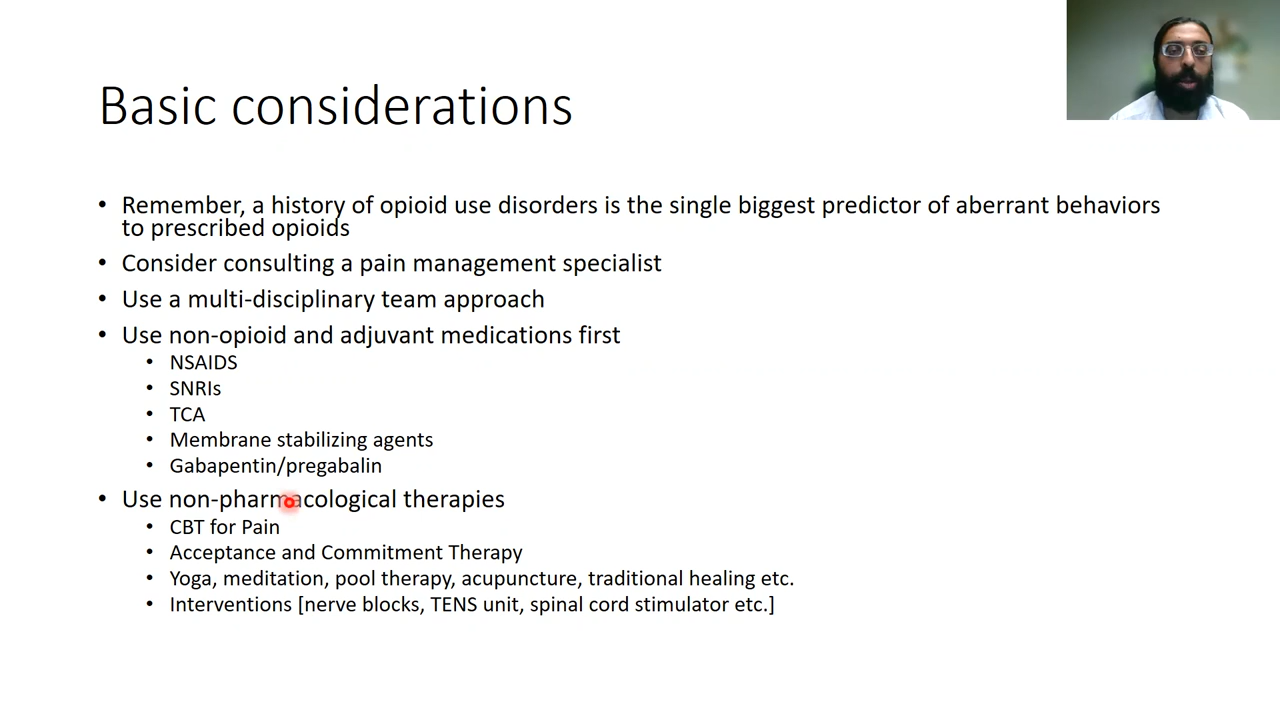 Basic considerations
• Remember, a history of opioid use disorders is the single biggest predictor of aberrant behaviors
to prescribed opioids
• Consider consulting a pain management specialist
• Use a multi-disciplinary team approach
• Use non-opioid and adjuvant medications first
• NSAIDS
• SNRIs
• TCA
• Membrane stabilizing agents
• Gabapentin/pregabalin
• Use non-pharmacological therapies
• CBT for Pain
• Acceptance and Commitment Therapy
• Yoga, meditation, pool therapy, acupuncture, traditional healing etc.
• Interventions [nerve blocks, TENS unit, spinal cord stimulator etc.]